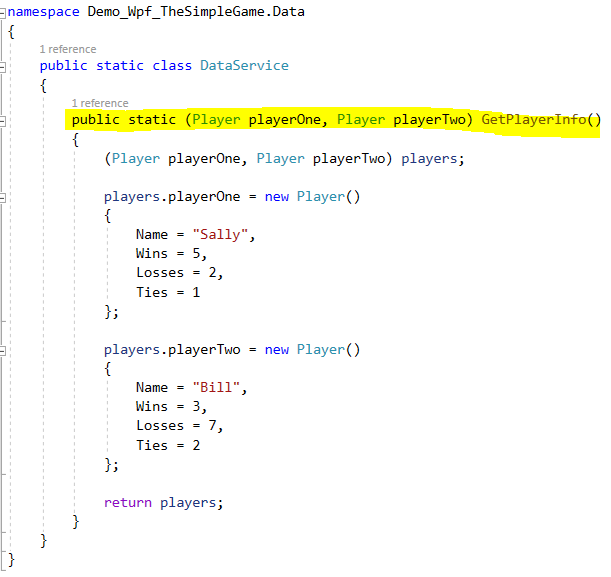 namespace Demo_Wpf_TheSimpleGame.Data
{
1 reference
public static class DataService
{
1 reference
public static (Player playerOne, Player playerTwo) GetPlayerInfo()
{
(Player playerOne, Player playerTwo) players;
players.playerOne = new Player()
{
Name = "Sally",
Wins = 5,
Losses = 2,
Ties = 1
};
players.playerTwo = new Player()
{
Name = "Bill",
Wins = 3,
Losses = 7,
Ties = 2
};
return players;
}
}
}